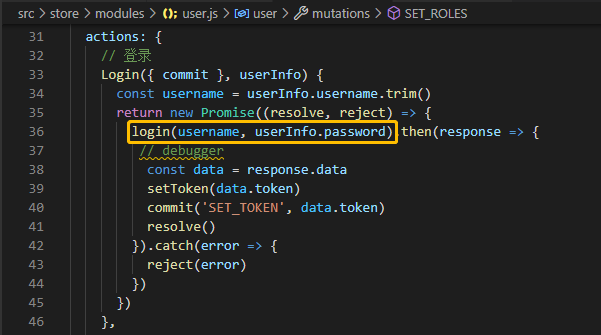 src > store > modules > user.js > user > mutations > SET_ROLES
31 actions: {
32 // 登录
33 Login({ commit }, userInfo) {
34 const username = userInfo.username.trim()
35 return new Promise((resolve, reject) => {
36 login(username, userInfo.password).then(response => {
37 // debugger
38 const data = response.data
39 setToken(data.token)
40 commit('SET_TOKEN', data.token)
41 resolve()
42 }).catch(error => {
43 reject(error)
44 })
45 })
46 },